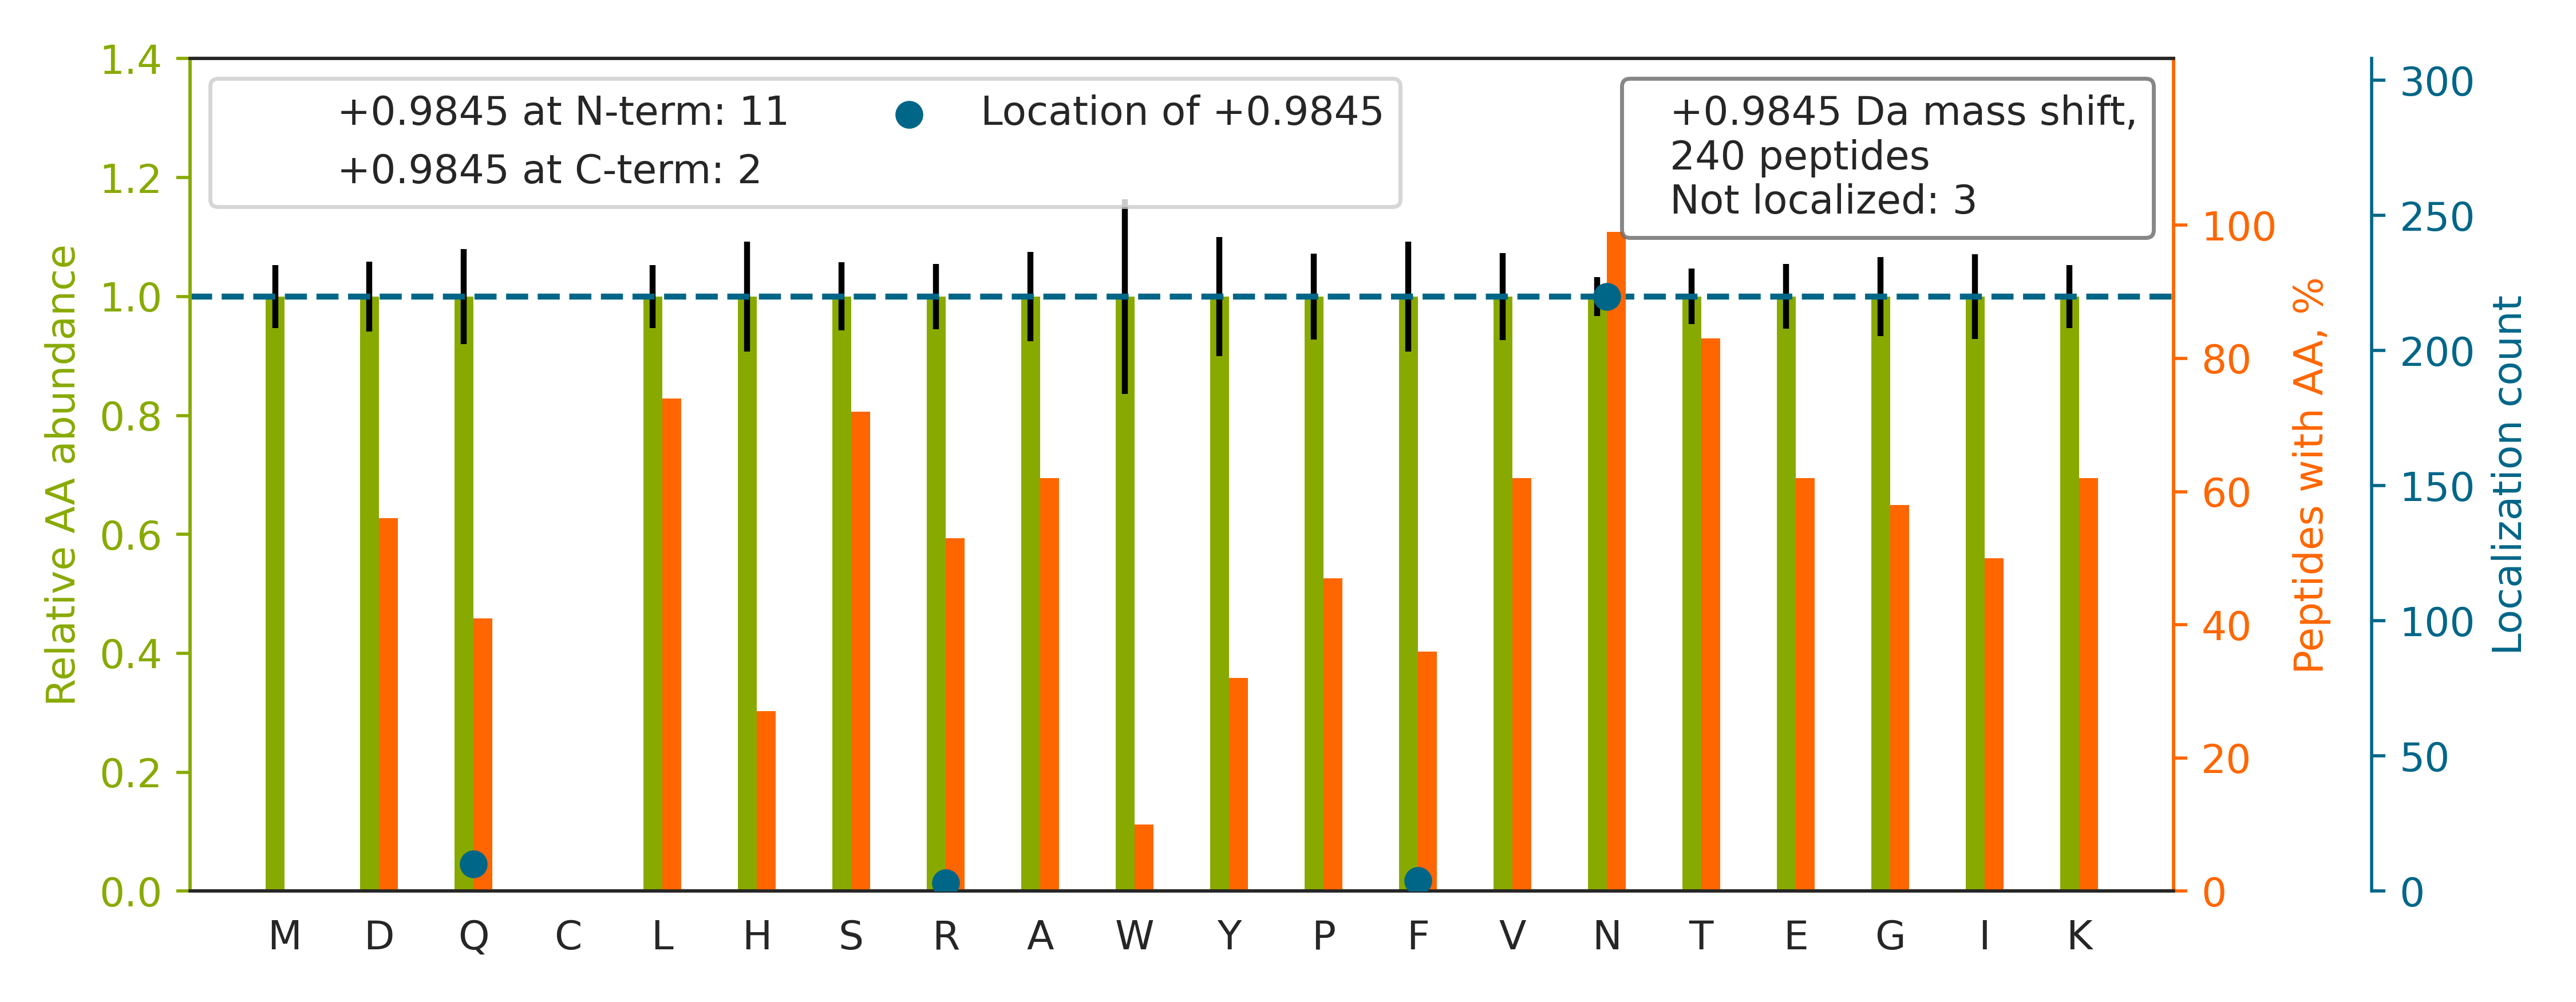 +0.9845 at N-term: 11
+0.9845 at C-term: 2
Location of +0.9845
+0.9845 Da mass shift,
240 peptides
Not localized: 3
Relative AA abundance
1.4
1.2
1.0
0.8
0.6
0.4
0.2
0.0
M D Q C L H S R A W Y P F V N T E G I K
100
80
60
40
20
0
Peptides with AA, %
300
250
200
150
100
50
0
Localization count